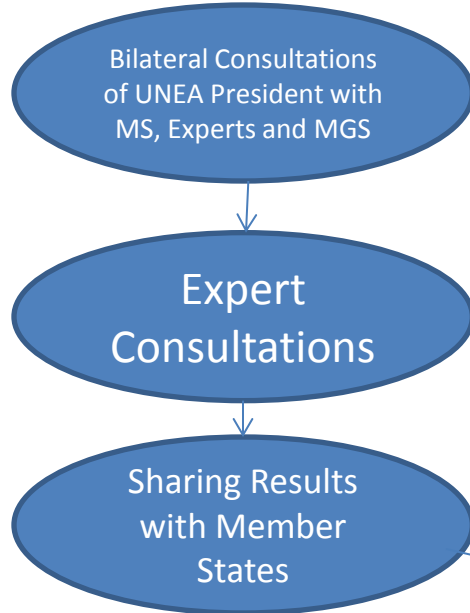 Bilateral Consultations
of UNEA President with
MS, Experts and MGS
Expert
Consultations
Sharing Results
with Member
States